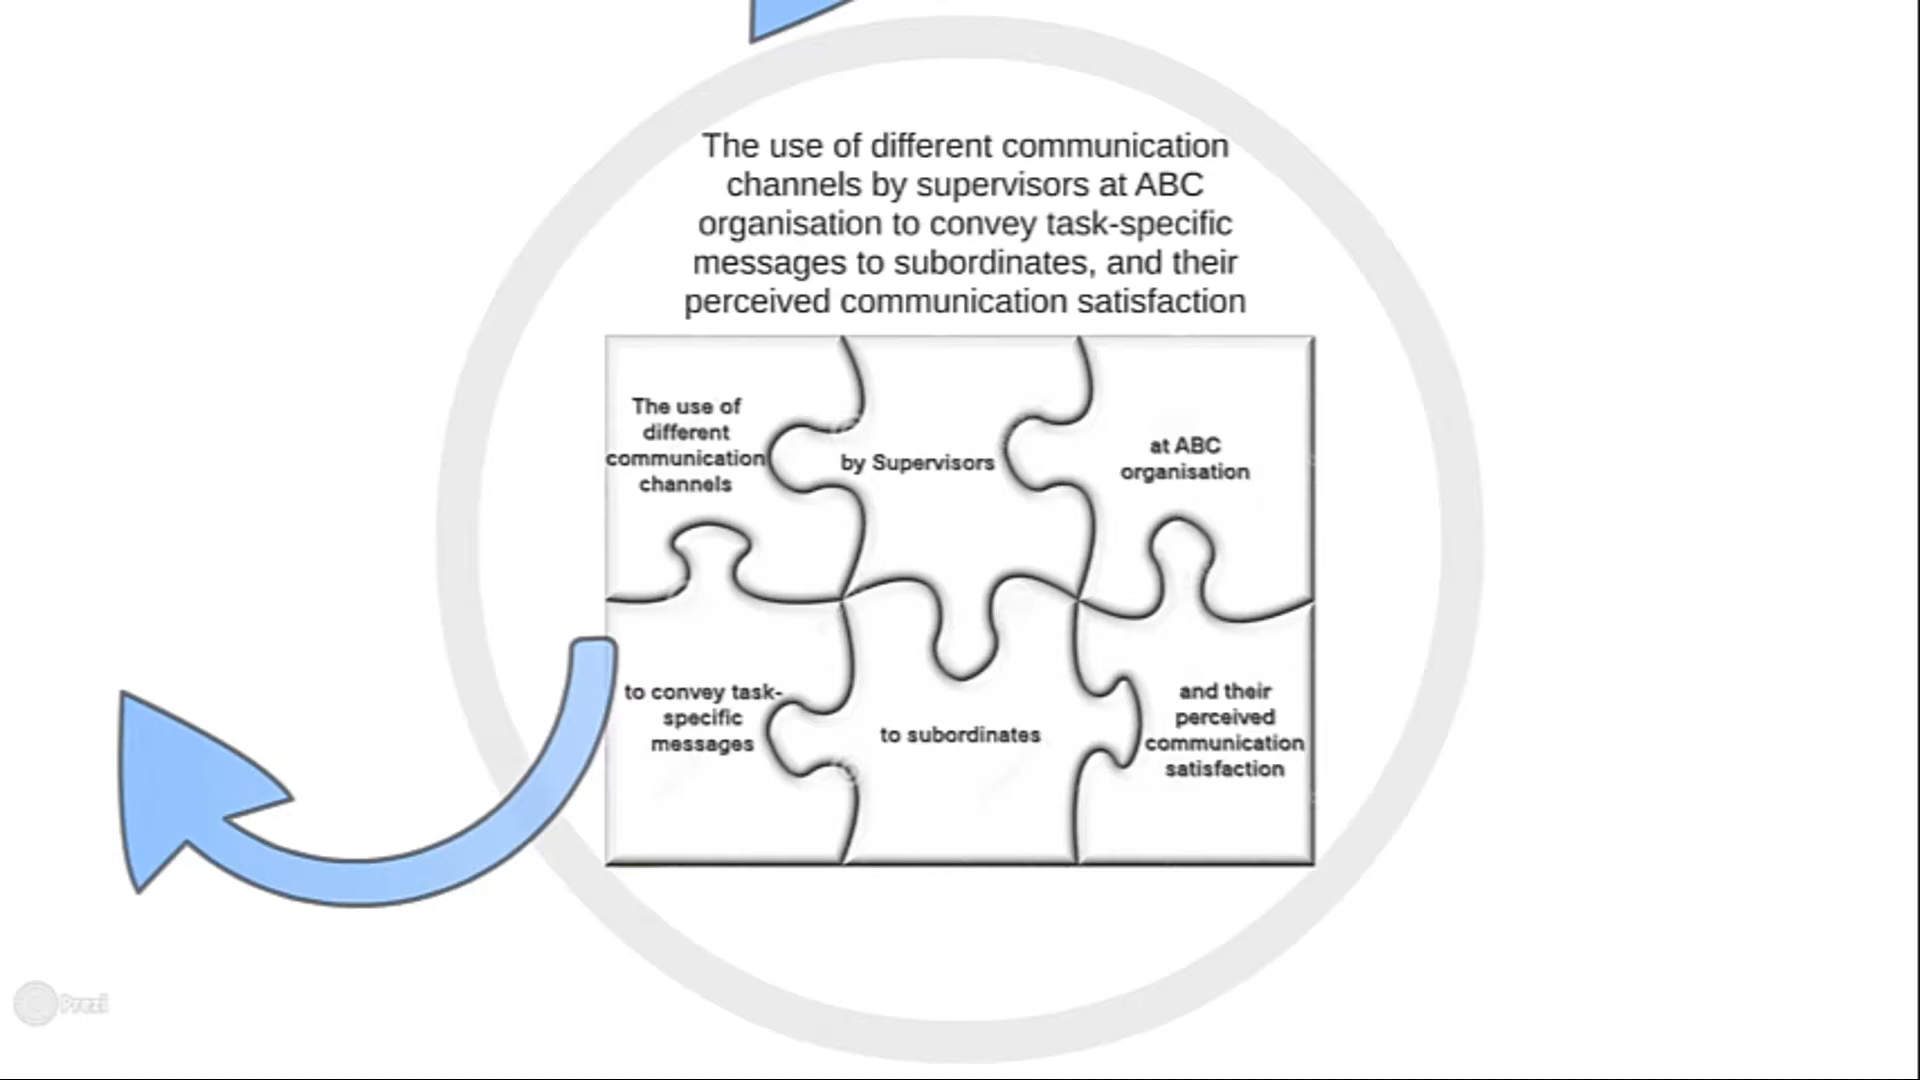 The use of different communication
channels by supervisors at ABC
organisation to convey task-specific
messages to subordinates, and their
perceived communication satisfaction
The use of
different
communication
channels
by Supervisors
at ABC
organisation
to convey task-
specific
messages
to subordinates
and their
perceived
communication
satisfaction
Prezi